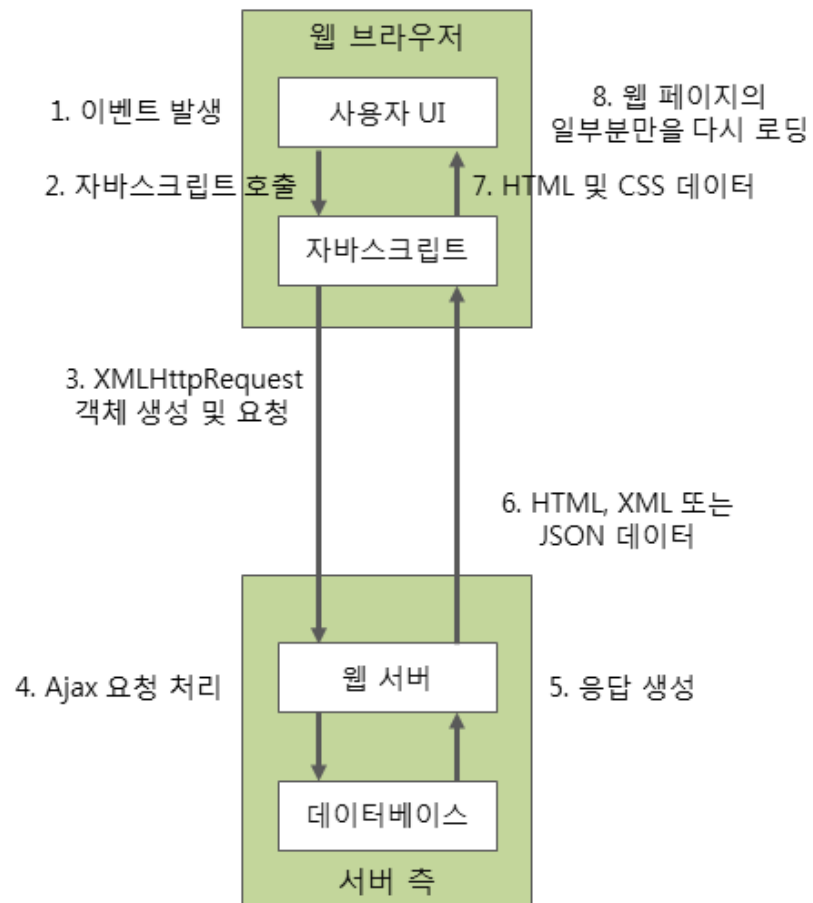 웹 브라우저
1. 이벤트 발생
사용자 UI
8. 웹 페이지의
일부분만을 다시 로딩
2. 자바스크립트 호출
7. HTML 및 CSS 데이터
자바스크립트
3. XMLHttpRequest
객체 생성 및 요청
6. HTML, XML 또는
JSON 데이터
4. Ajax 요청 처리
웹 서버
5. 응답 생성
데이터베이스
서버 측